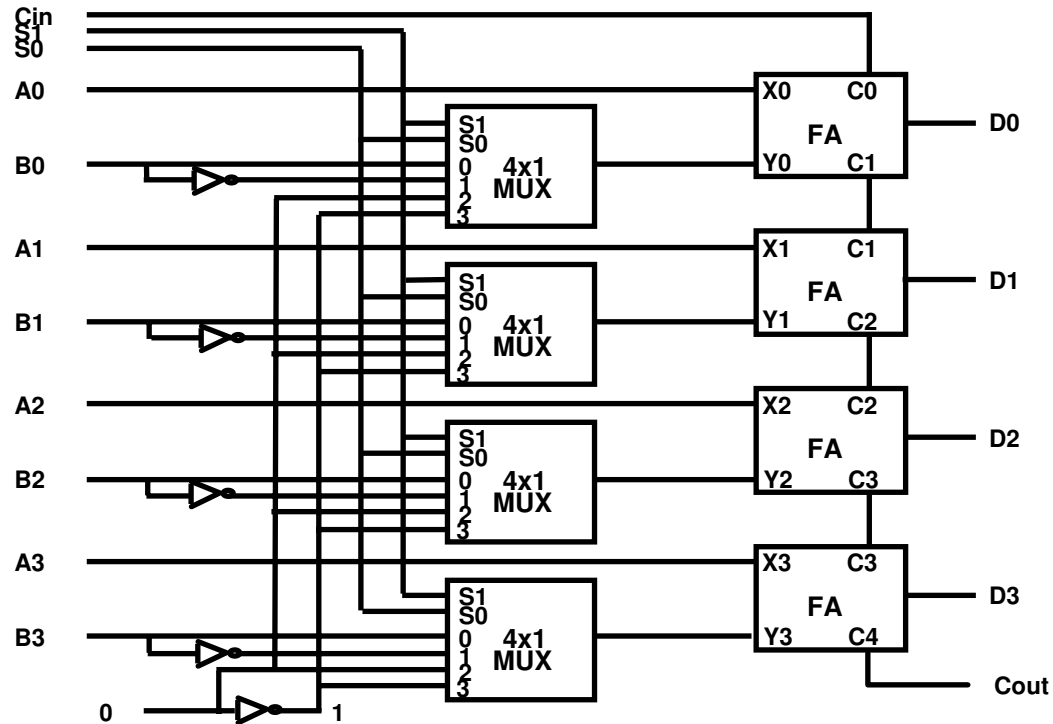 Cin
S1
S0
A0
X0 C0
S1
S0
FA
D0
B0
0
1
2
3
4x1
MUX
Y0 C1
A1
X1 C1
S1
S0
FA
D1
B1
0
1
2
3
4x1
MUX
Y1 C2
A2
X2 C2
S1
S0
FA
D2
B2
0
1
2
3
4x1
MUX
Y2 C3
A3
X3 C3
S1
S0
FA
D3
B3
0
1
2
3
4x1
MUX
Y3 C4
Cout
0 1